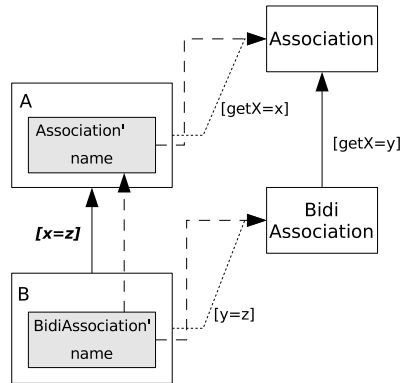 Association
A
[getX=x]
Association'
name
[getX=y]
Bidi
Association
[x=z]
B
[y=z]
BidiAssociation'
name